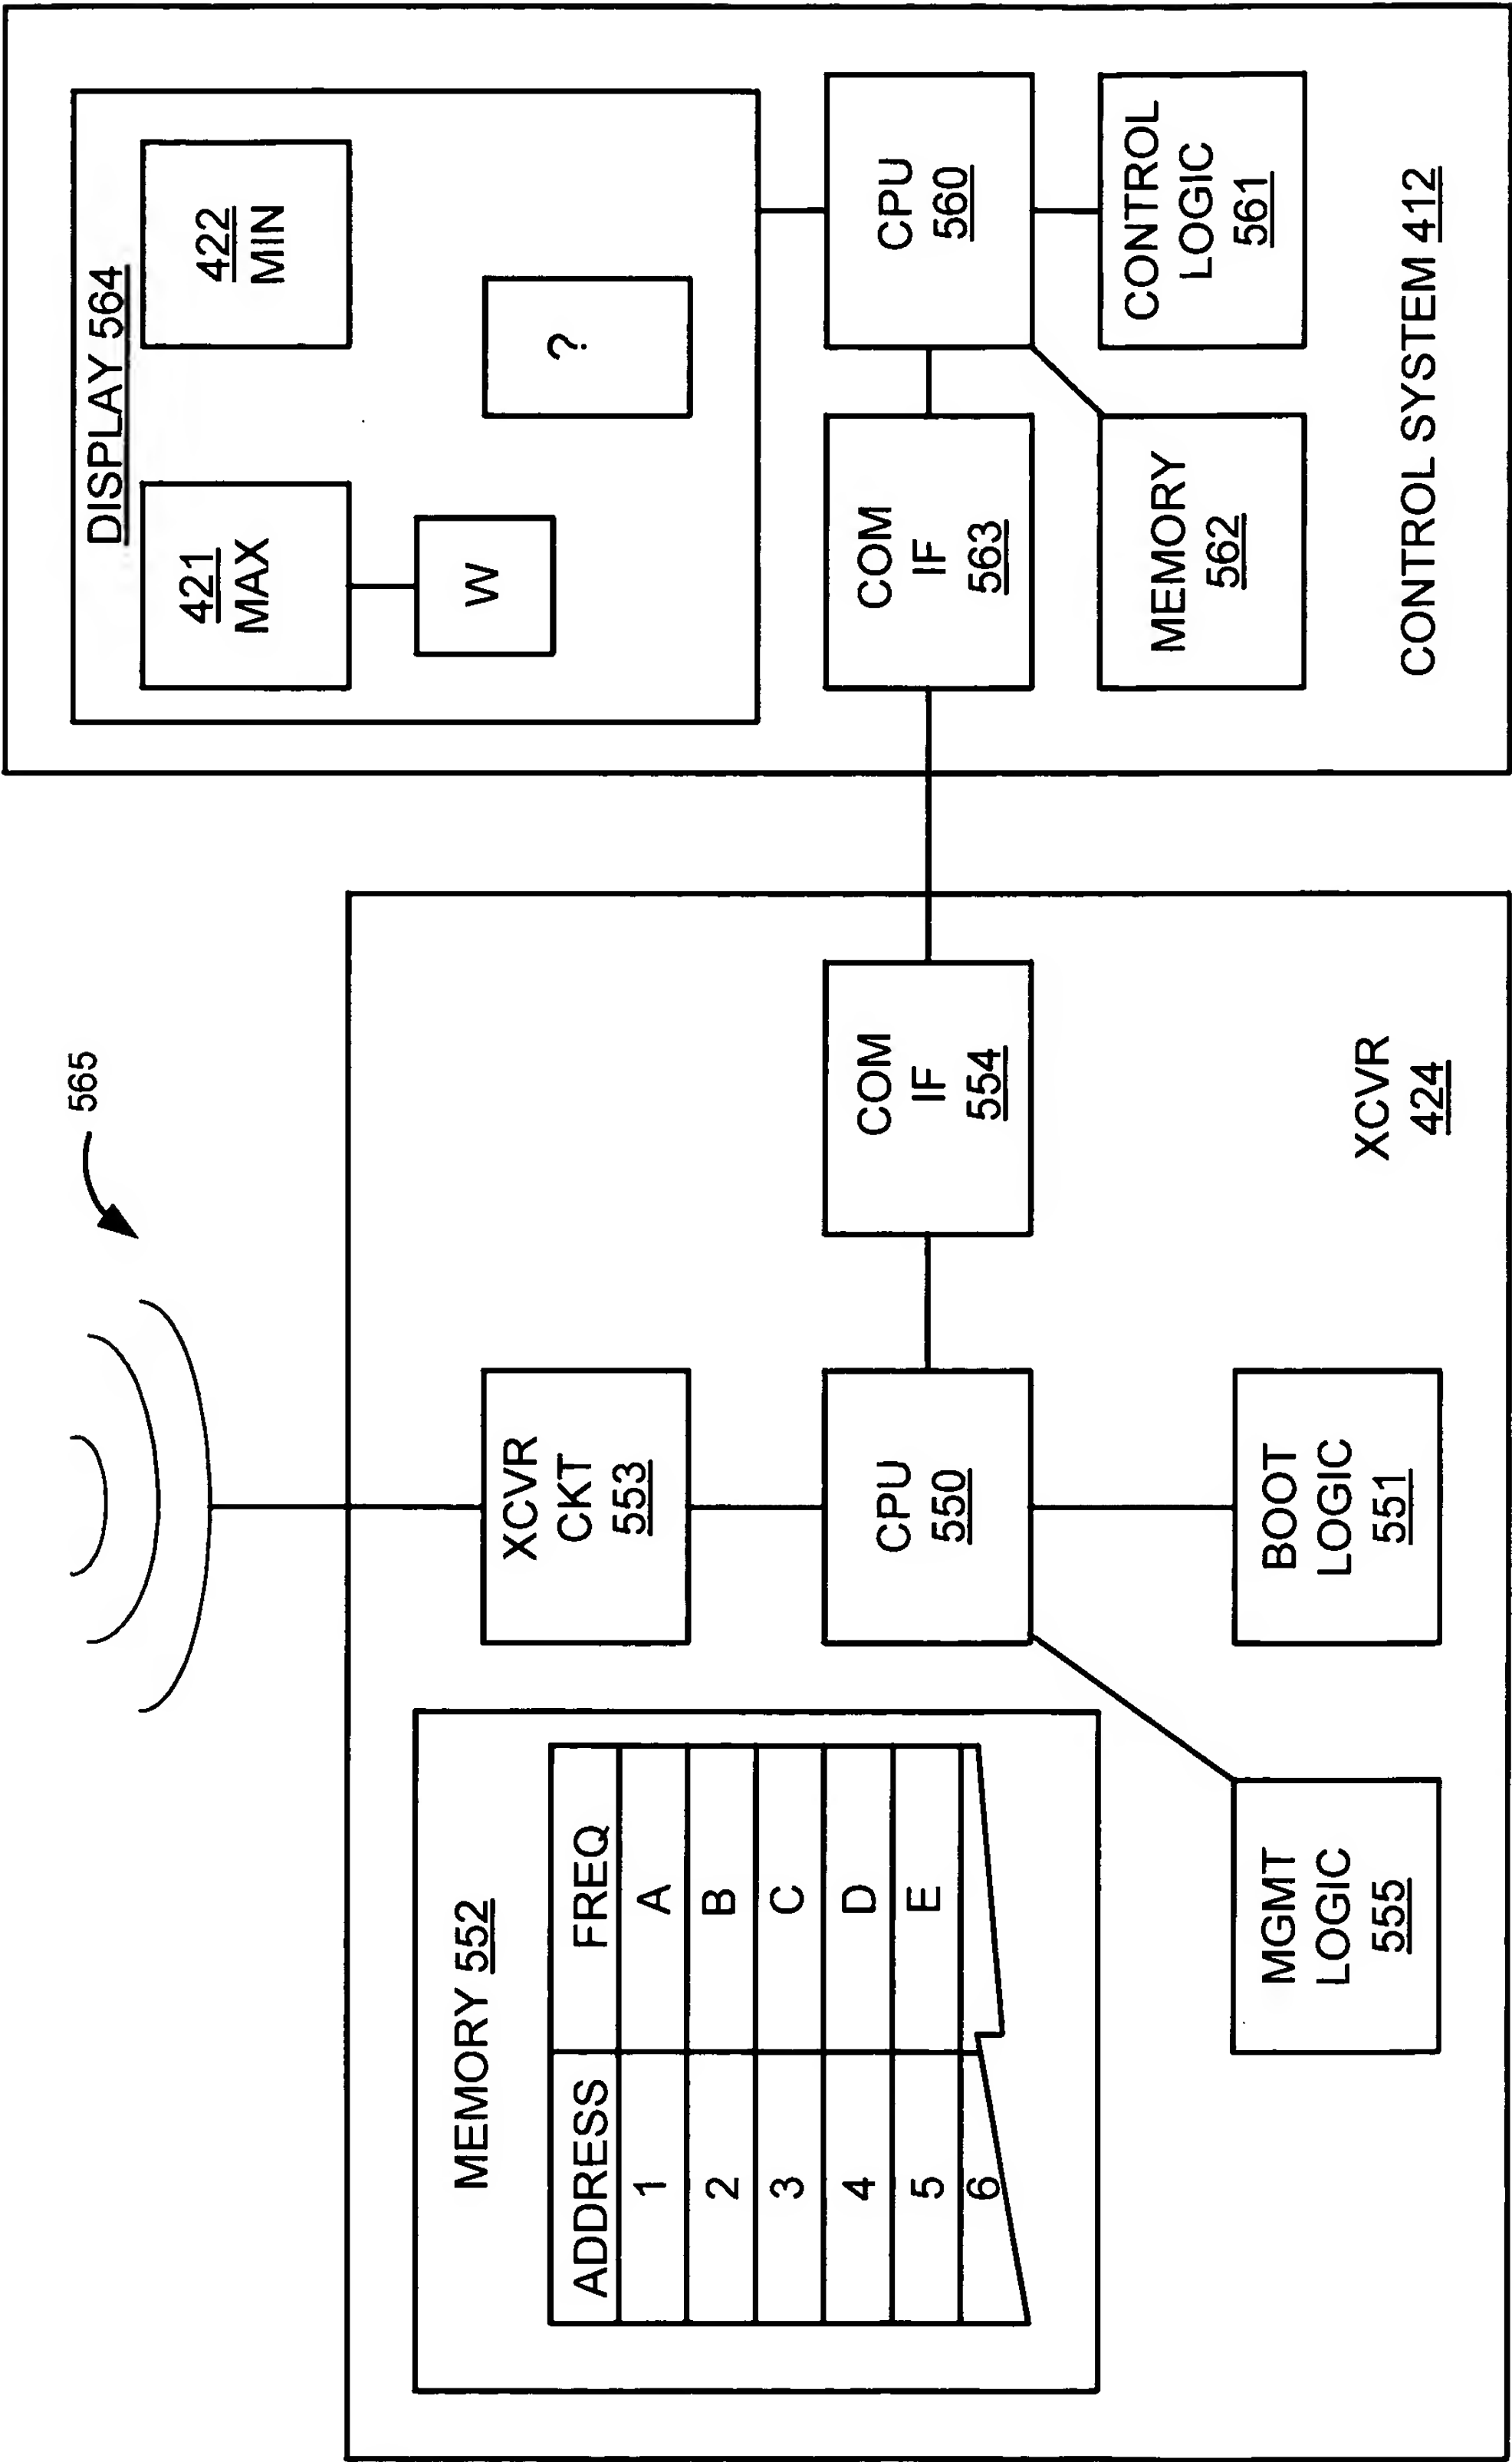 565
MEMORY 552
ADDRESS FREQ
1 A
2 B
3 C
4 D
5 E
6
XCVR
CKT
553
CPU
550
COM
IF
554
MGMT
LOGIC
555
BOOT
LOGIC
551
XCVR
424
DISPLAY 564
421
MAX
422
MIN
W
?
COM
IF
563
CPU
560
MEMORY
562
CONTROL
LOGIC
561
CONTROL SYSTEM 412